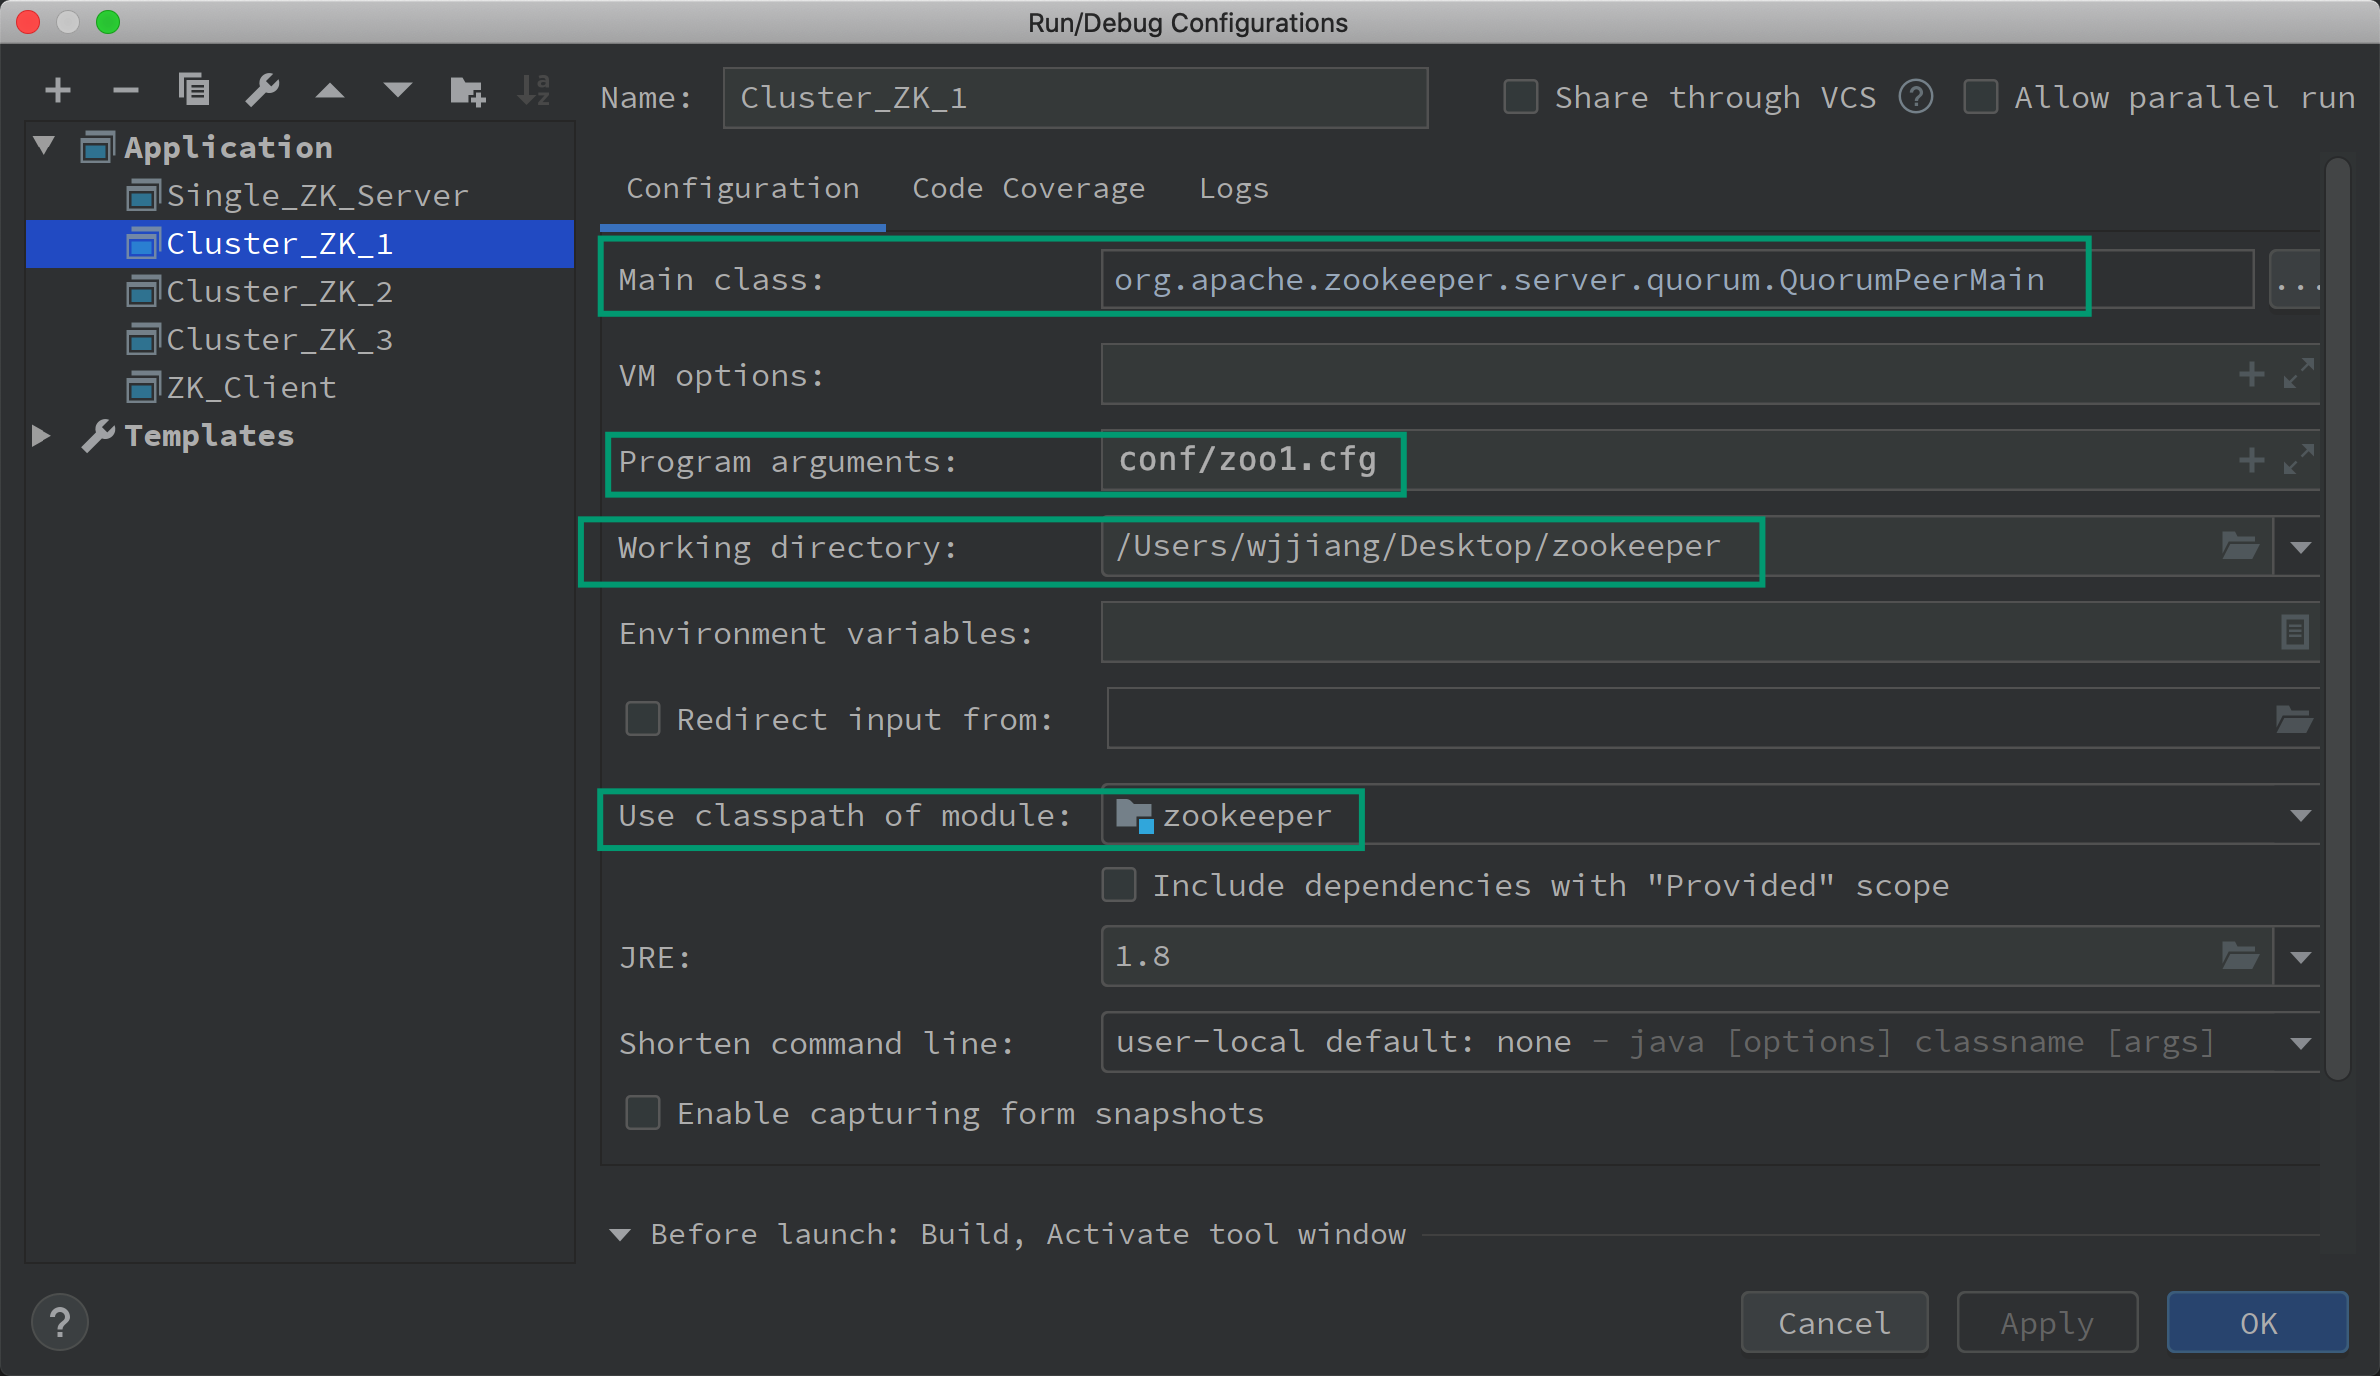 Run/Debug Configurations
Name: Cluster_ZK_1 Share through VCS ? Allow parallel run
Application
Single_ZK_Server
Cluster_ZK_1
Cluster_ZK_2
Cluster_ZK_3
ZK_Client
Templates
Configuration Code Coverage Logs
Main class: org.apache.zookeeper.server.quorum.QuorumPeerMain ...
VM options:
Program arguments: conf/zoo1.cfg
Working directory: /Users/wjjiang/Desktop/zookeeper
Environment variables:
Redirect input from:
Use classpath of module: zookeeper
Include dependencies with "Provided" scope
JRE: 1.8
Shorten command line: user-local default: none - java [options] classname [args]
Enable capturing form snapshots
Before launch: Build, Activate tool window
? Cancel Apply OK